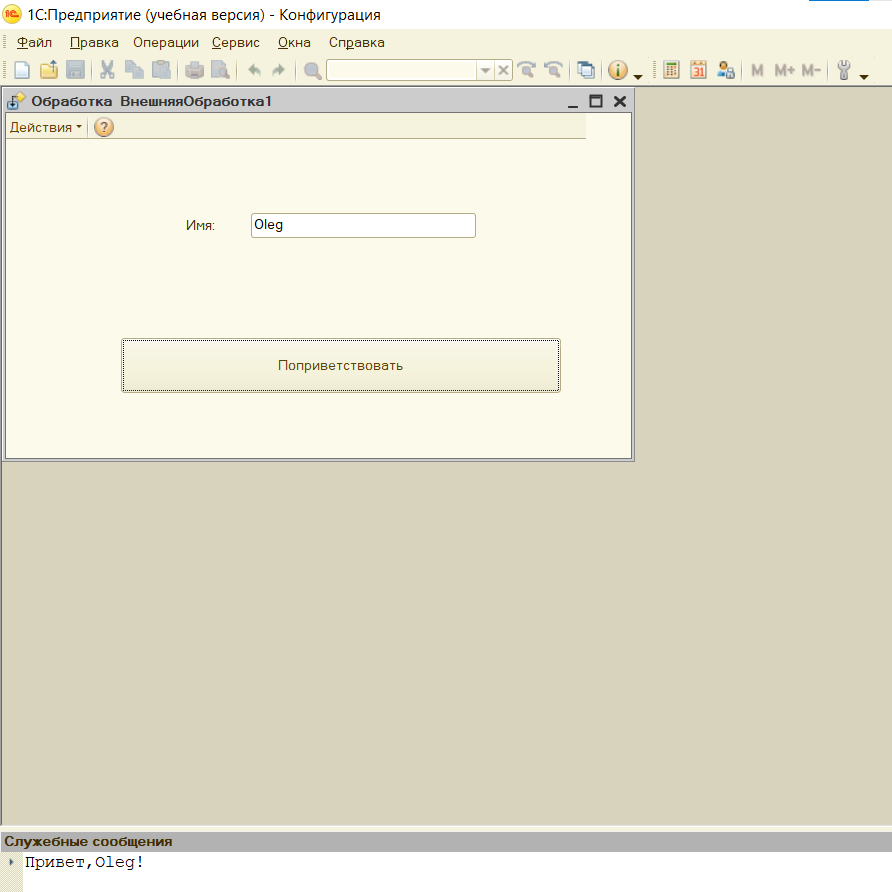 1С:Предприятие (учебная версия) - Конфигурация
Файл Правка Операции Сервис Окна Справка
31 M M+ M-
Обработка ВнешняяОбработка1
Действия ?
Имя: Oleg
Поприветствовать
Служебные сообщения
Привет,Oleg!